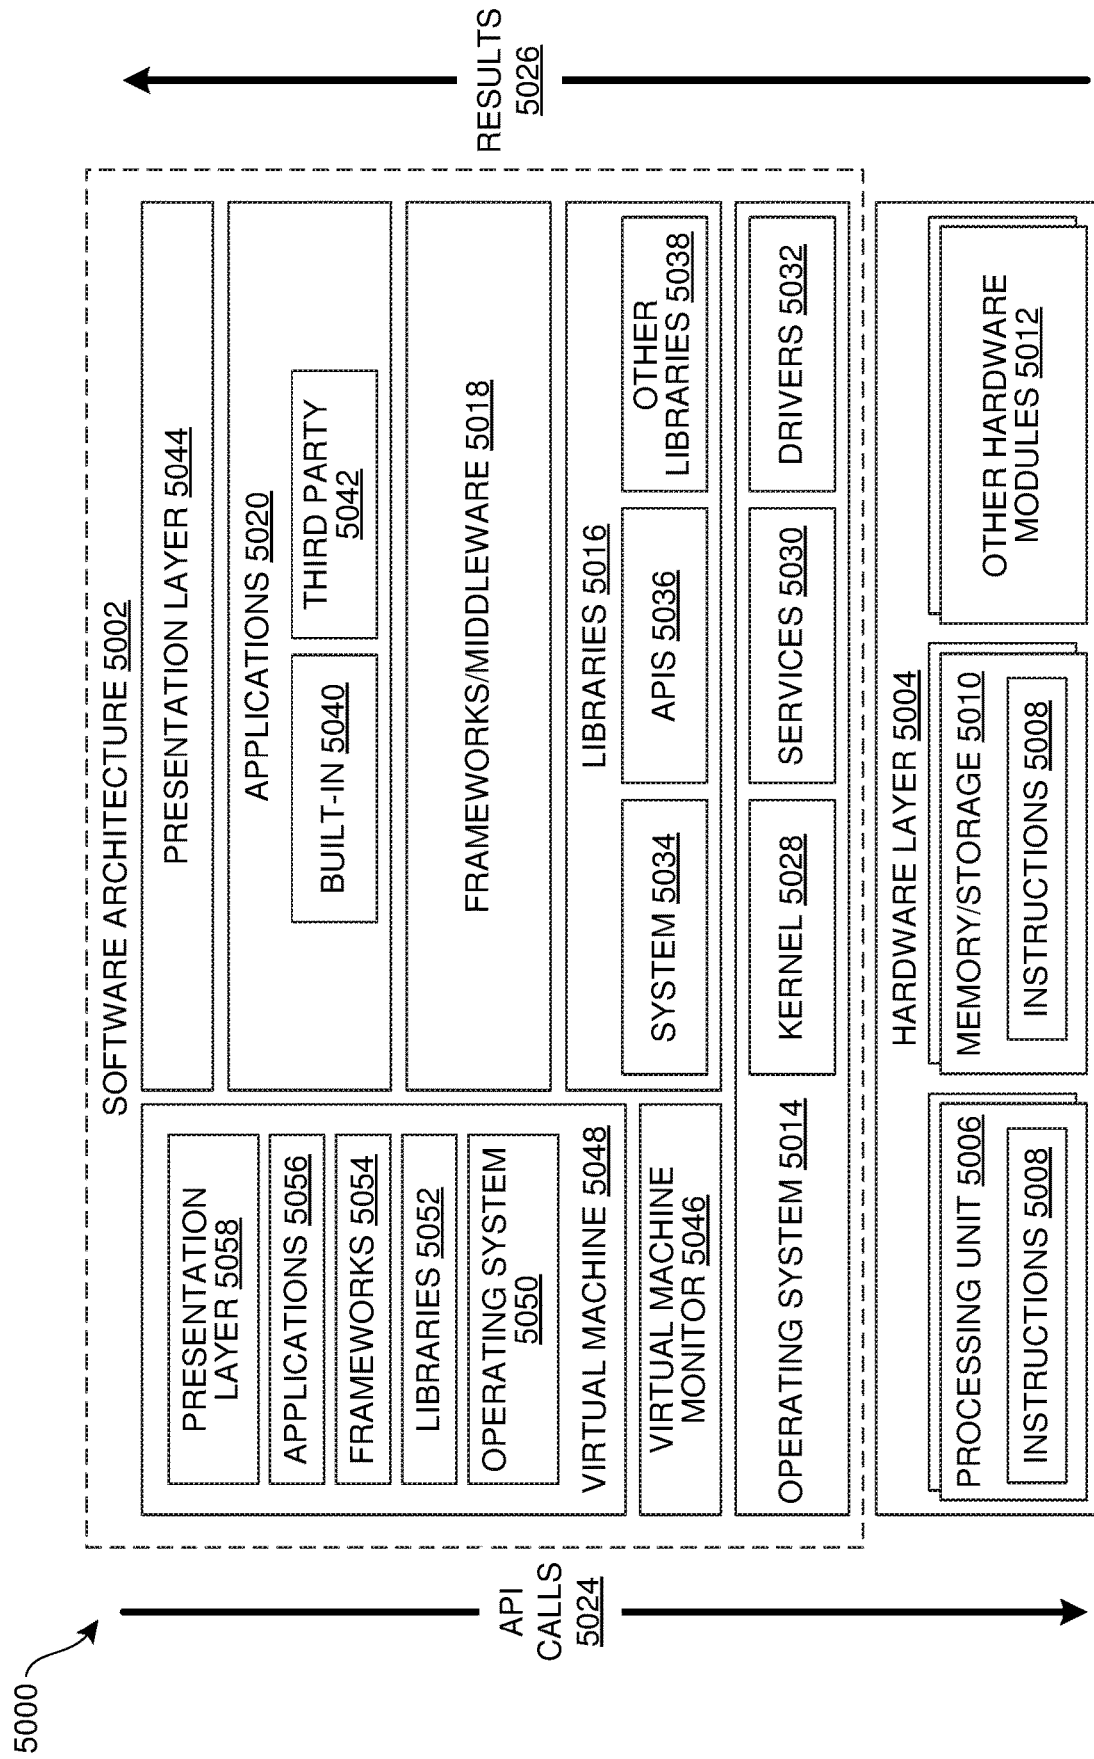 5000
SOFTWARE ARCHITECTURE 5002
PRESENTATION
LAYER 5058
APPLICATIONS 5056
FRAMEWORKS 5054
LIBRARIES 5052
OPERATING SYSTEM
5050
VIRTUAL MACHINE 5048
VIRTUAL MACHINE
MONITOR 5046
PRESENTATION LAYER 5044
APPLICATIONS 5020
BUILT-IN 5040
THIRD PARTY
5042
FRAMEWORKS/MIDDLEWARE 5018
LIBRARIES 5016
SYSTEM 5034
APIS 5036
OTHER
LIBRARIES 5038
OPERATING SYSTEM 5014
KERNEL 5028
SERVICES 5030
DRIVERS 5032
HARDWARE LAYER 5004
PROCESSING UNIT 5006
INSTRUCTIONS 5008
MEMORY/STORAGE 5010
INSTRUCTIONS 5008
OTHER HARDWARE
MODULES 5012
API
CALLS
5024
RESULTS
5026